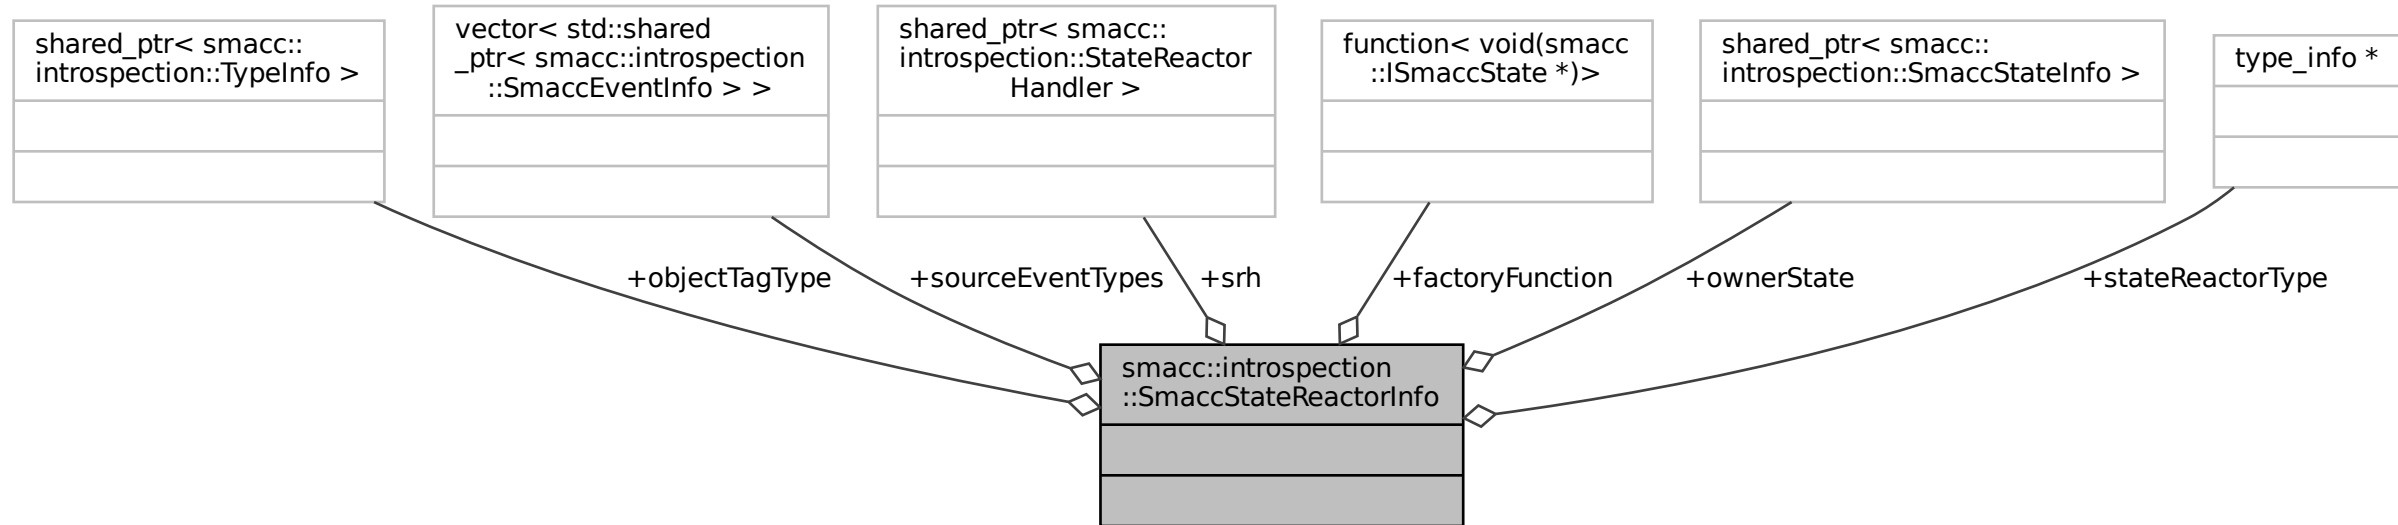 shared_ptr< smacc::
introspection::TypeInfo >
vector< std::shared
_ptr< smacc::introspection
::SmaccEventInfo > >
shared_ptr< smacc::
introspection::StateReactor
Handler >
function< void(smacc
::ISmaccState *)>
shared_ptr< smacc::
introspection::SmaccStateInfo >
type_info *
+objectTagType
+sourceEventTypes
+srh
+factoryFunction
+ownerState
+stateReactorType
smacc::introspection
::SmaccStateReactorInfo